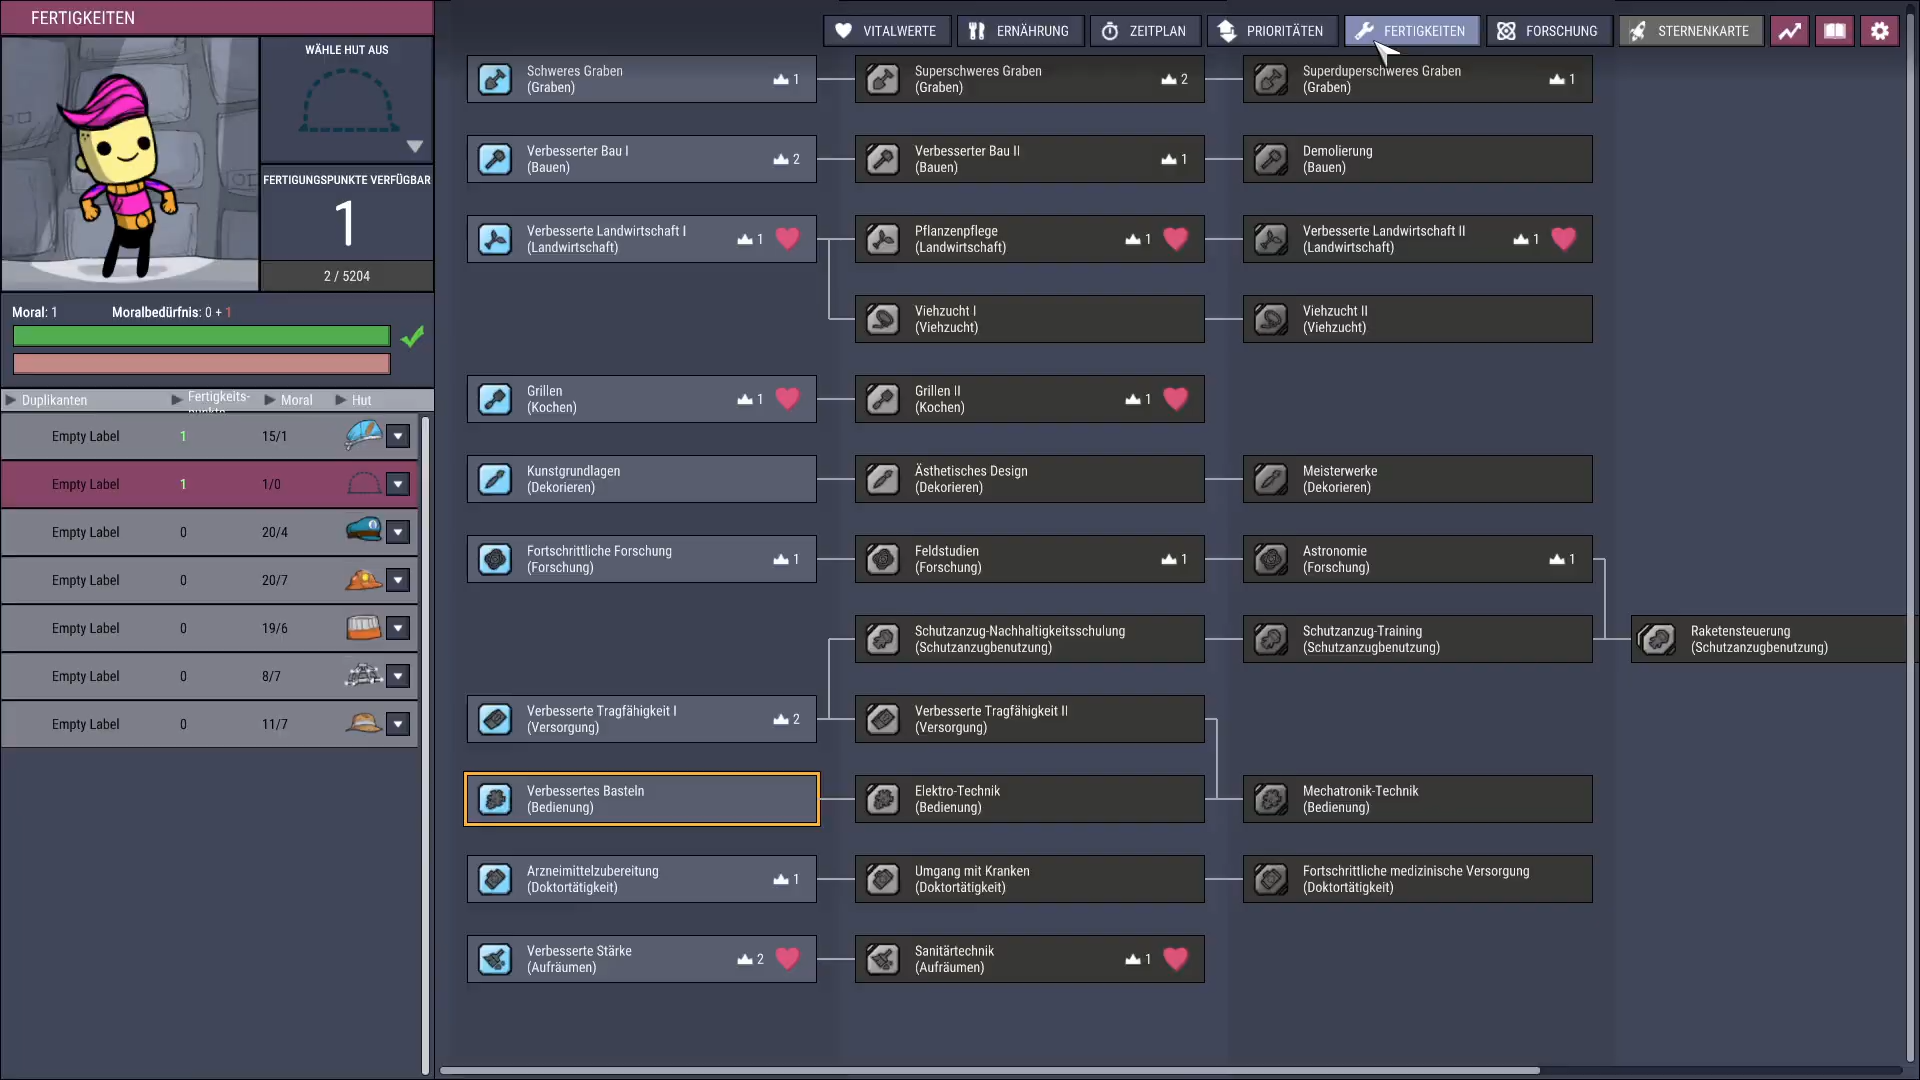 FERTIGKEITEN
VITALWERTE
ERNÄHRUNG
ZEITPLAN
PRIORITÄTEN
FERTIGKEITEN
FORSCHUNG
STERNENKARTE
WÄHLE HUT AUS
FERTIGUNGSPUNKTE VERFÜGBAR
1
2 / 5204
Moral: 1 Moralbedürfnis: 0 + 1
Duplikanten Fertigkeits- Moral Hut
Empty Label 1 15/1
Empty Label 1 1/0
Empty Label 0 20/4
Empty Label 0 20/7
Empty Label 0 19/6
Empty Label 0 8/7
Empty Label 0 11/7
Schweres Graben
(Graben)
1
Superschweres Graben
(Graben)
2
Superduperschweres Graben
(Graben)
1
Verbesserter Bau I
(Bauen)
2
Verbesserter Bau II
(Bauen)
1
Demolierung
(Bauen)
Verbesserte Landwirtschaft I
(Landwirtschaft)
1
Pflanzenpflege
(Landwirtschaft)
1
Verbesserte Landwirtschaft II
(Landwirtschaft)
1
Viehzucht I
(Viehzucht)
Viehzucht II
(Viehzucht)
Grillen
(Kochen)
1
Grillen II
(Kochen)
1
Kunstgrundlagen
(Dekorieren)
Ästhetisches Design
(Dekorieren)
Meisterwerke
(Dekorieren)
Fortschrittliche Forschung
(Forschung)
1
Feldstudien
(Forschung)
1
Astronomie
(Forschung)
1
Schutzanzug-Nachhaltigkeitsschulung
(Schutzanzugbenutzung)
Schutzanzug-Training
(Schutzanzugbenutzung)
Raketensteuerung
(Schutzanzugbenutzung)
Verbesserte Tragfähigkeit I
(Versorgung)
2
Verbesserte Tragfähigkeit II
(Versorgung)
Verbessertes Basteln
(Bedienung)
Elektro-Technik
(Bedienung)
Mechatronik-Technik
(Bedienung)
Arzneimittelzubereitung
(Doktortätigkeit)
1
Umgang mit Kranken
(Doktortätigkeit)
Fortschrittliche medizinische Versorgung
(Doktortätigkeit)
Verbesserte Stärke
(Aufräumen)
2
Sanitärtechnik
(Aufräumen)
1